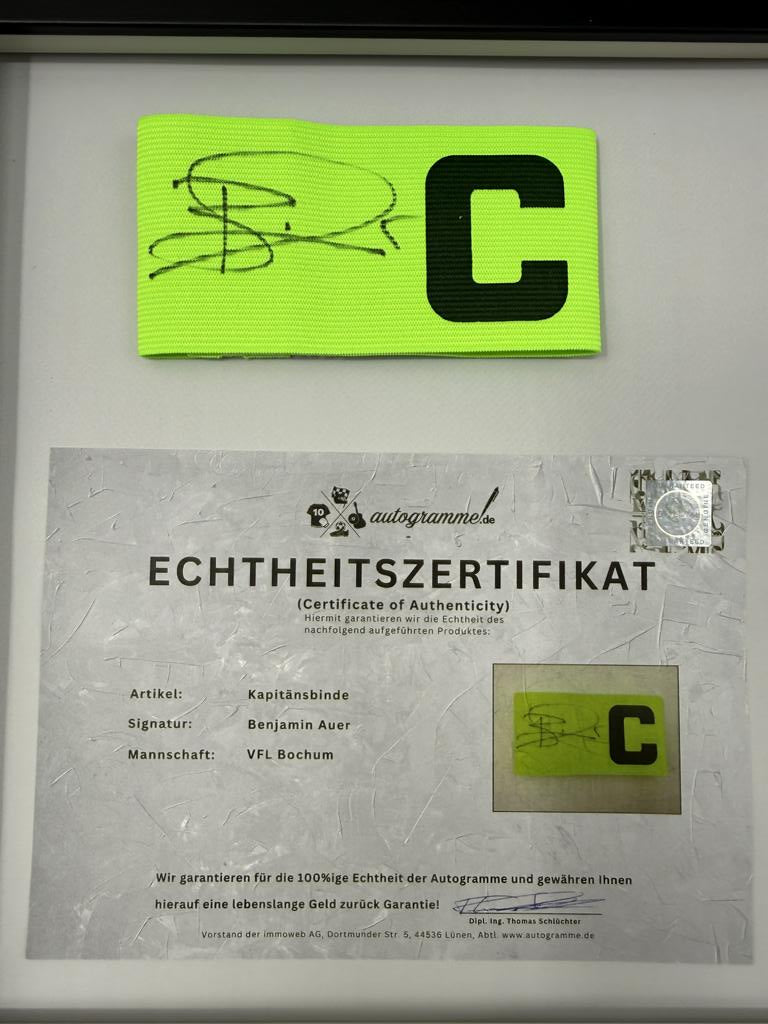 C
10
autogramme.de
GUARANTEED
GENUINE
ECHTHEITSZERTIFIKAT
(Certificate of Authenticity)
Hiermit garantieren wir die Echtheit des
nachfolgend aufgeführten Produktes:
Artikel: Kapitänsbinde
Signatur: Benjamin Auer
Mannschaft: VFL Bochum
C
Wir garantieren für die 100%ige Echtheit der Autogramme und gewähren Ihnen
hierauf eine lebenslange Geld zurück Garantie!
Dipl. Ing. Thomas Schlüchter
Vorstand der immoweb AG, Dortmunder Str. 5, 44536 Lünen, Abtl. www.autogramme.de